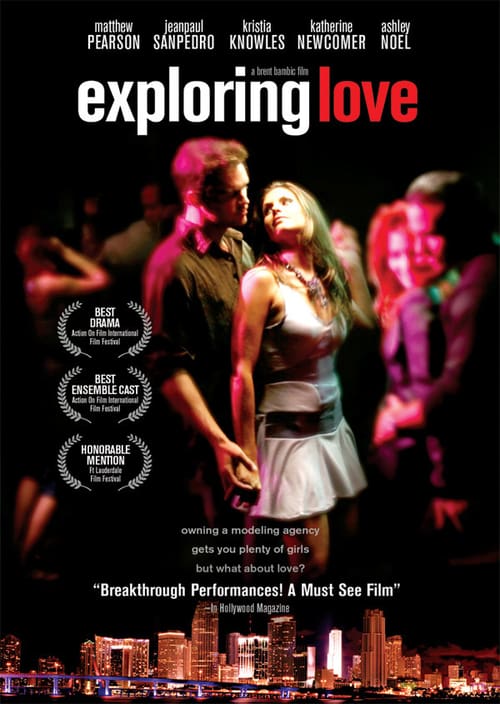 matthew jeanpaul kristia katherine ashley
PEARSON SANPEDRO KNOWLES NEWCOMER NOEL
a brent bambic film
exploring love
BEST
DRAMA
Action On Film International
Film Festival
BEST
ENSEMBLE CAST
Action On Film International
Film Festival
HONORABLE
MENTION
Ft Lauderdale
Film Festival
owning a modeling agency
gets you plenty of girls
but what about love?
“Breakthrough Performances! A Must See Film”
—In Hollywood Magazine